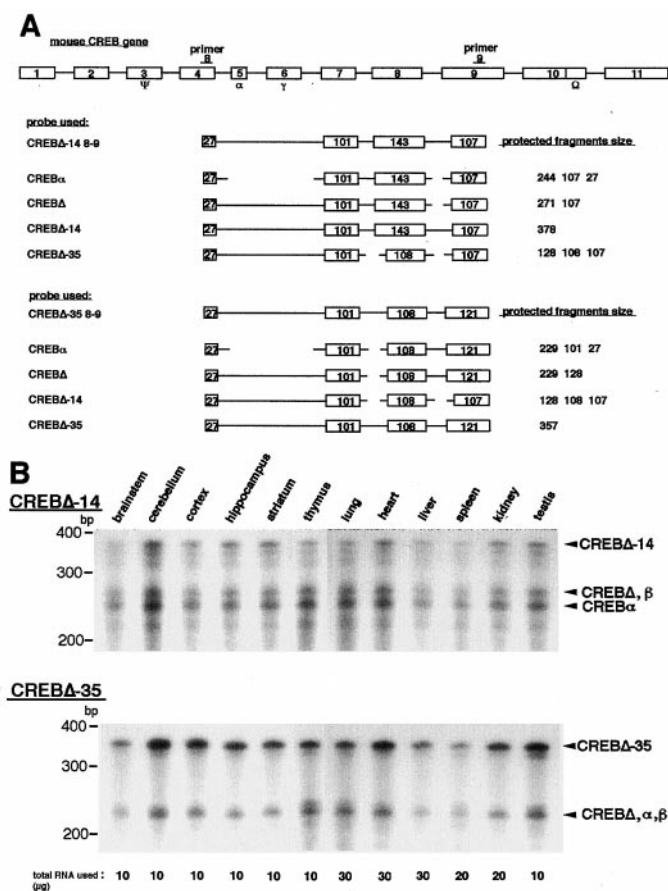 A
mouse CREB gene
primer 8
primer 9
1 2 3 4 5 6 7 8 9 10 11
Ψ α γ Ω
probe used:
CREBΔ-14 8-9 27 101 143 107 protected fragments size
CREBα 27 101 143 107 244 107 27
CREBΔ 27 101 143 107 271 107
CREBΔ-14 27 101 143 107 378
CREBΔ-35 27 101 108 107 128 108 107
probe used:
CREBΔ-35 8-9 27 101 108 121 protected fragments size
CREBα 27 101 108 121 229 101 27
CREBΔ 27 101 108 121 229 128
CREBΔ-14 27 101 108 107 128 108 107
CREBΔ-35 27 101 108 121 357
B
brainstem cerebellum cortex hippocampus striatum thymus lung heart liver spleen kidney testis
CREBΔ-14
bp
400
300
200
CREBΔ-14
CREBΔ, β
CREBα
CREBΔ-35
bp
400
300
200
CREBΔ-35
CREBΔ,α,β
total RNA used : 10 10 10 10 10 10 30 30 30 20 20 10
(µg)